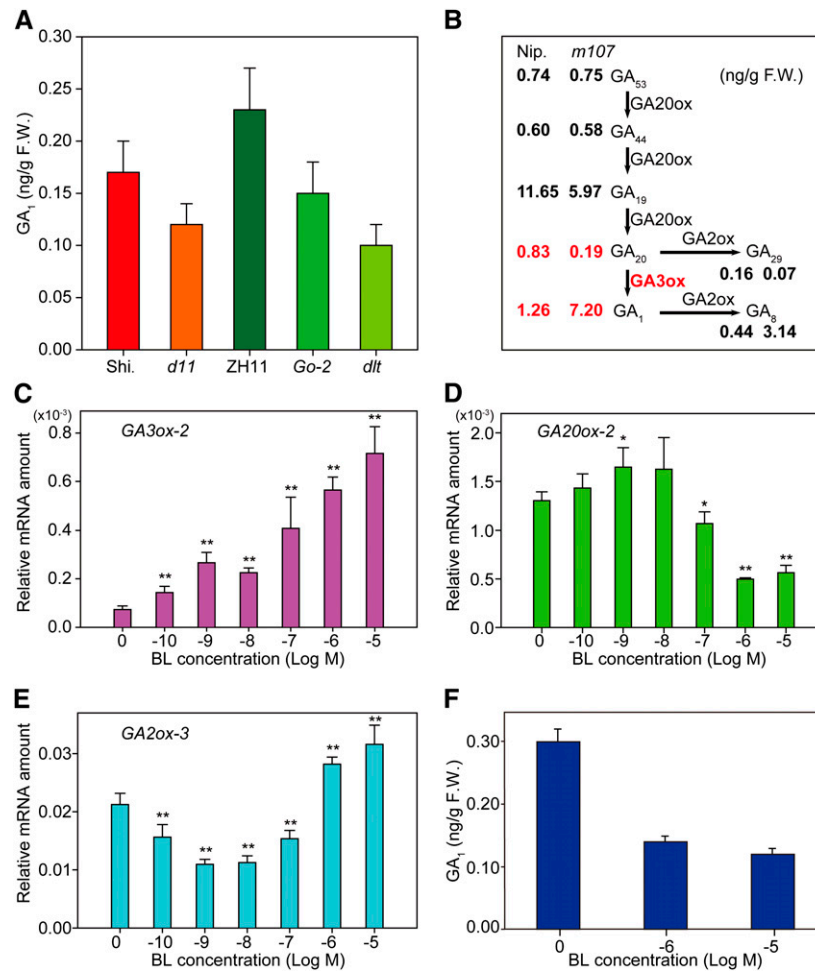 A
GA₁ (ng/g F.W.)
0.30
0.25
0.20
0.15
0.10
0.05
0.00
Shi. d11 ZH11 Go-2 dlt
B
Nip. m107
0.74 0.75 GA₅₃ (ng/g F.W.)
GA20ox
0.60 0.58 GA₄₄
GA20ox
11.65 5.97 GA₁₉
GA20ox
GA2ox
0.83 0.19 GA₂₀ GA₂₉
0.16 0.07
GA3ox
GA2ox
1.26 7.20 GA₁ GA₈
0.44 3.14
C
(x10⁻³)
GA3ox-2
Relative mRNA amount
0.8
0.6
0.4
0.2
0.0
** ** ** ** ** **
0 -10 -9 -8 -7 -6 -5
BL concentration (Log M)
D
(x10⁻³)
GA20ox-2
Relative mRNA amount
2.0
1.5
1.0
0.5
0.0
* * ** **
0 -10 -9 -8 -7 -6 -5
BL concentration (Log M)
E
GA2ox-3
Relative mRNA amount
0.03
0.02
0.01
0.00
** ** ** ** ** **
0 -10 -9 -8 -7 -6 -5
BL concentration (Log M)
F
GA₁ (ng/g F.W.)
0.30
0.20
0.10
0.00
0 -6 -5
BL concentration (Log M)